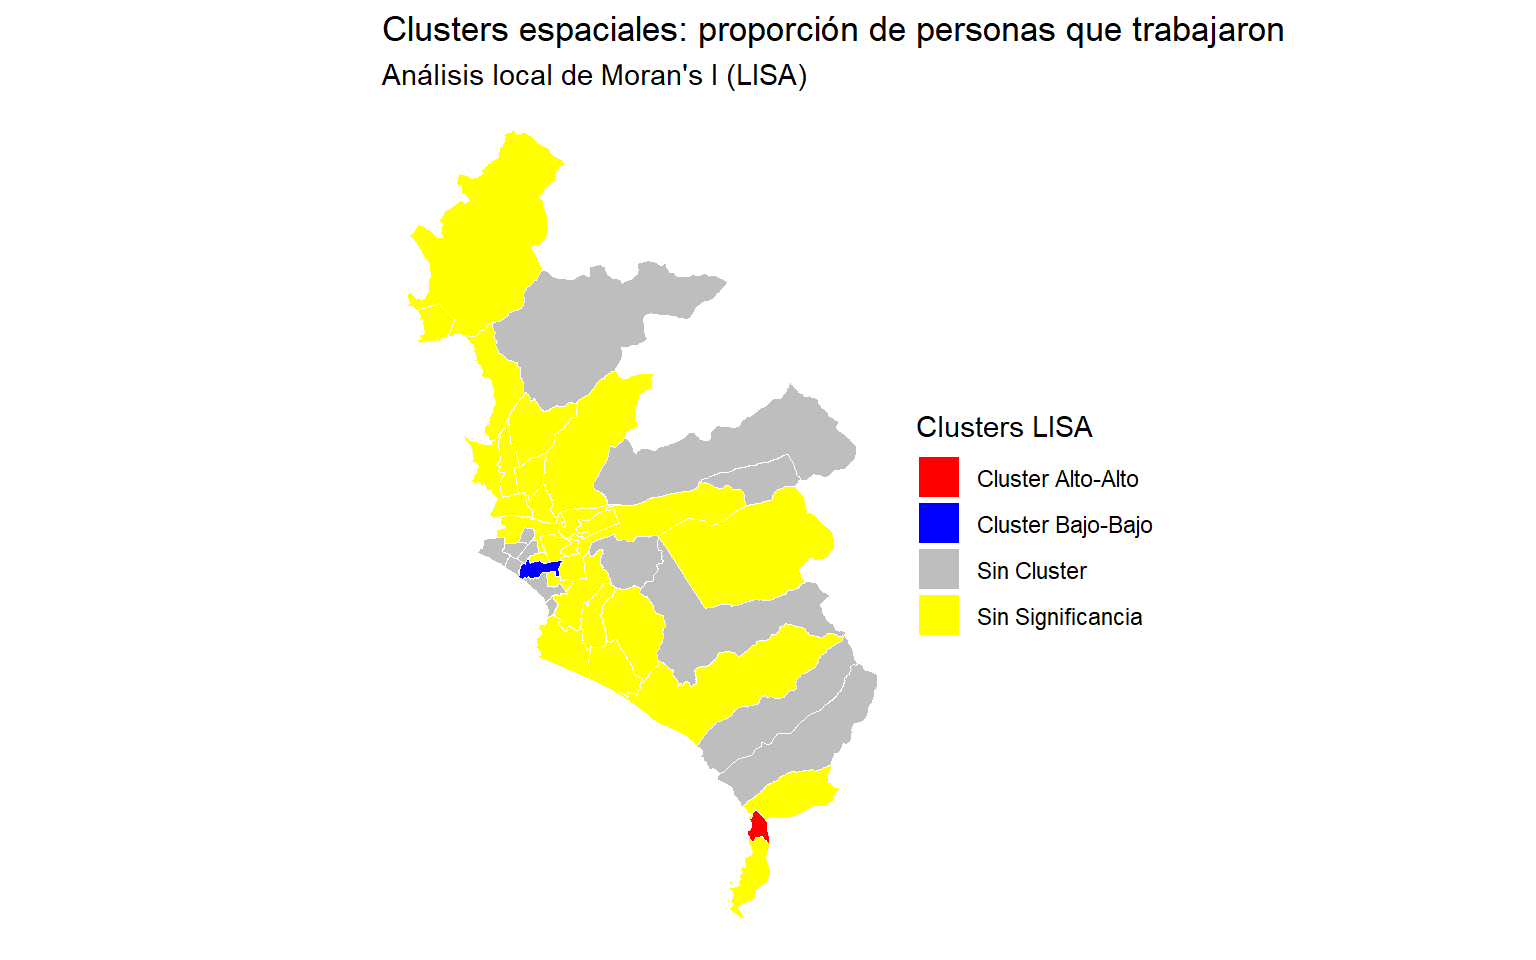 Clusters espaciales: proporción de personas que trabajaron
Análisis local de Moran's I (LISA)
Clusters LISA
Cluster Alto-Alto
Cluster Bajo-Bajo
Sin Cluster
Sin Significancia